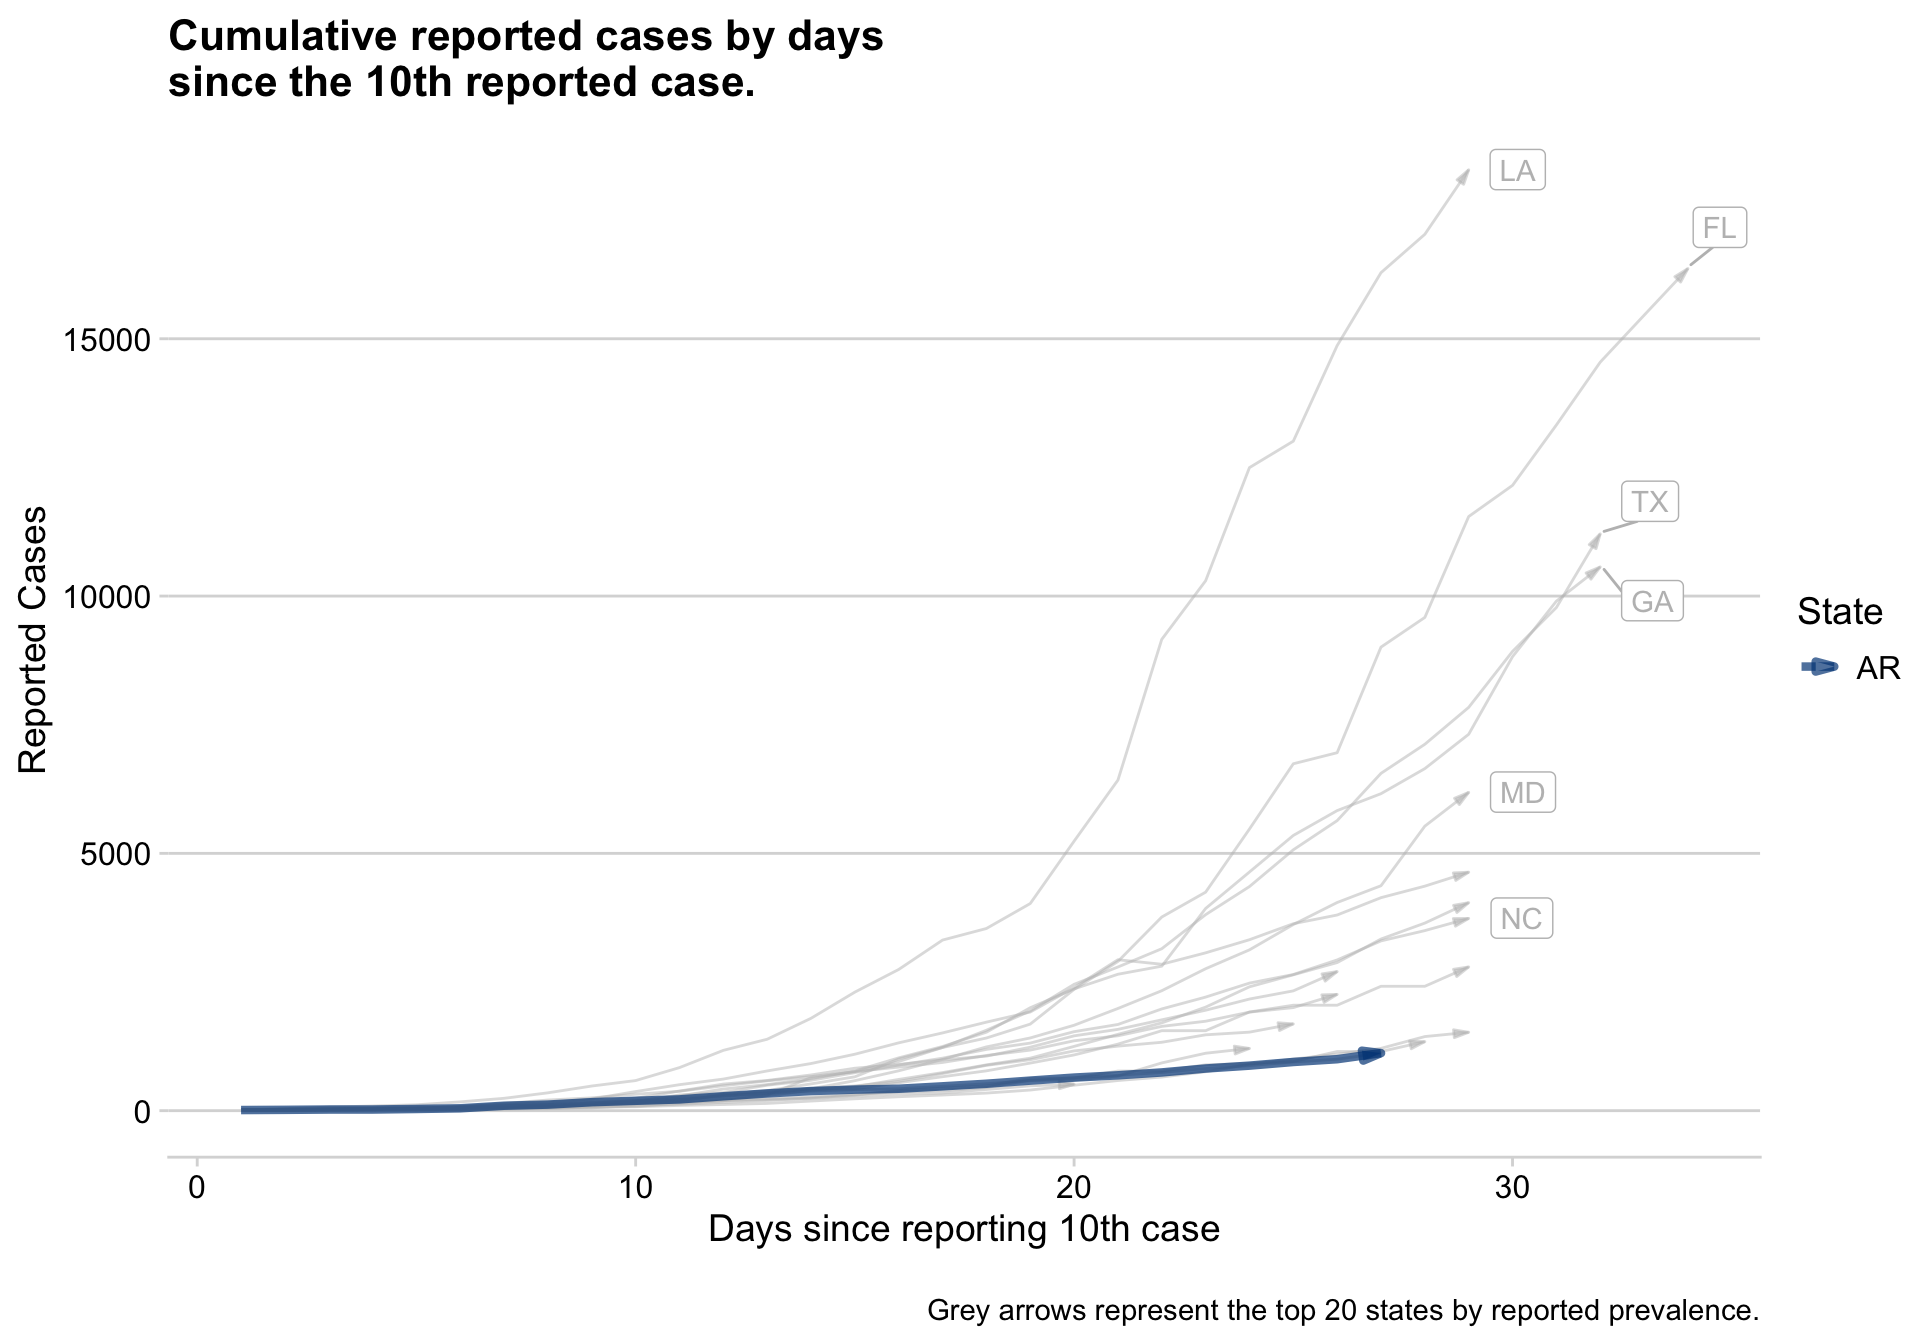 Cumulative reported cases by days
since the 10th reported case.
LA
FL
15000
TX
10000
GA
State
AR
Reported Cases
MD
5000
NC
0
0 10 20 30
Days since reporting 10th case
Grey arrows represent the top 20 states by reported prevalence.